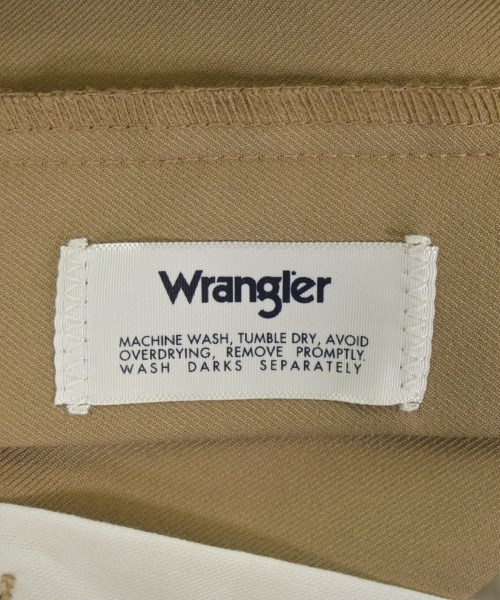 Wrangler
MACHINE WASH, TUMBLE DRY, AVOID
OVERDRYING, REMOVE PROMPTLY.
WASH DARKS SEPARATELY